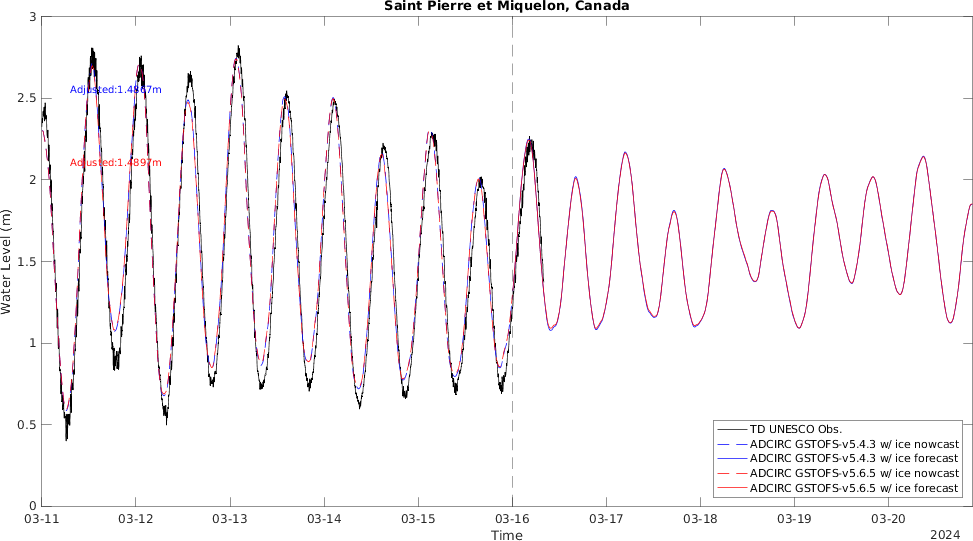 Saint Pierre et Miquelon, Canada
3
2.5
2
1.5
1
0.5
0
Water Level (m)
Adjusted:1.4867m
Adjusted:1.4897m
TD UNESCO Obs.
ADCIRC GSTOFS-v5.4.3 w/ ice nowcast
ADCIRC GSTOFS-v5.4.3 w/ ice forecast
ADCIRC GSTOFS-v5.6.5 w/ ice nowcast
ADCIRC GSTOFS-v5.6.5 w/ ice forecast
03-11 03-12 03-13 03-14 03-15 03-16 03-17 03-18 03-19 03-20
Time
2024